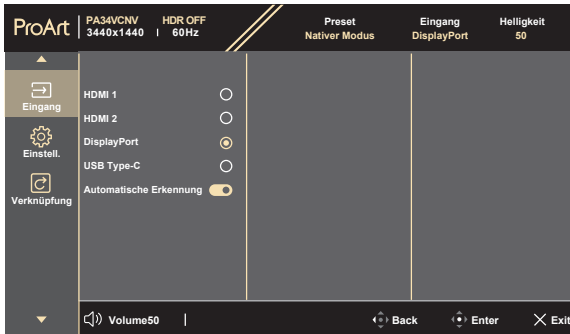 ProArt
PA34VCNV HDR OFF
3440x1440 | 60Hz
Preset
Nativer Modus
Eingang
DisplayPort
Helligkeit
50
Eingang
Einstell.
Verknüpfung
HDMI 1
HDMI 2
DisplayPort
USB Type-C
Automatische Erkennung
Volume50 |
Back
Enter
Exit